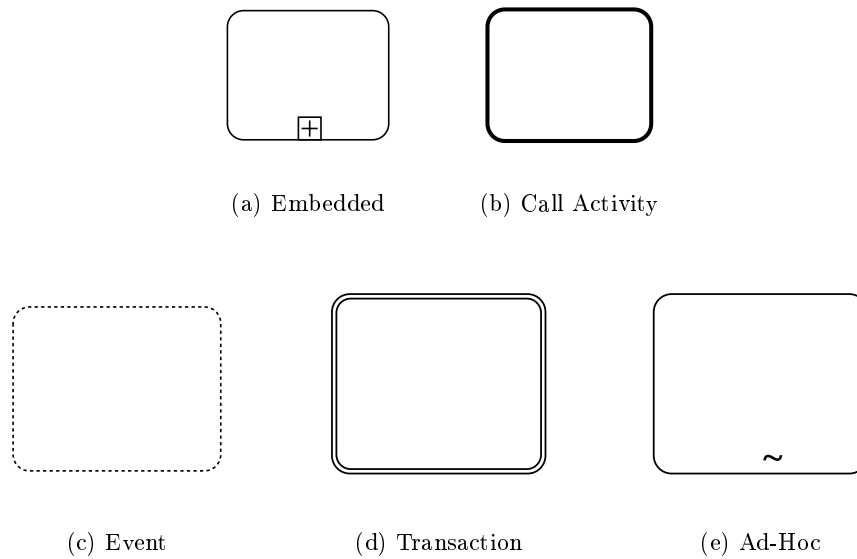 (a) Embedded
(b) Call Activity
~
(c) Event
(d) Transaction
(e) Ad-Hoc